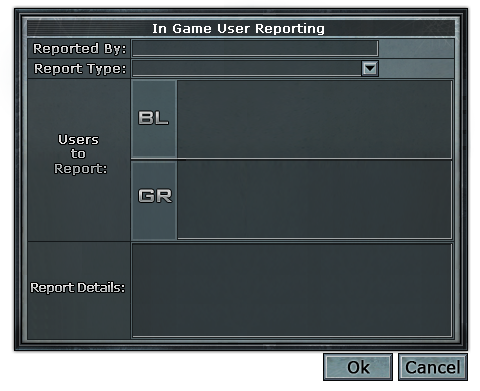 In Game User Reporting
Reported By:
Report Type:
Users
to
Report:
BL
GR
Report Details:
Ok
Cancel